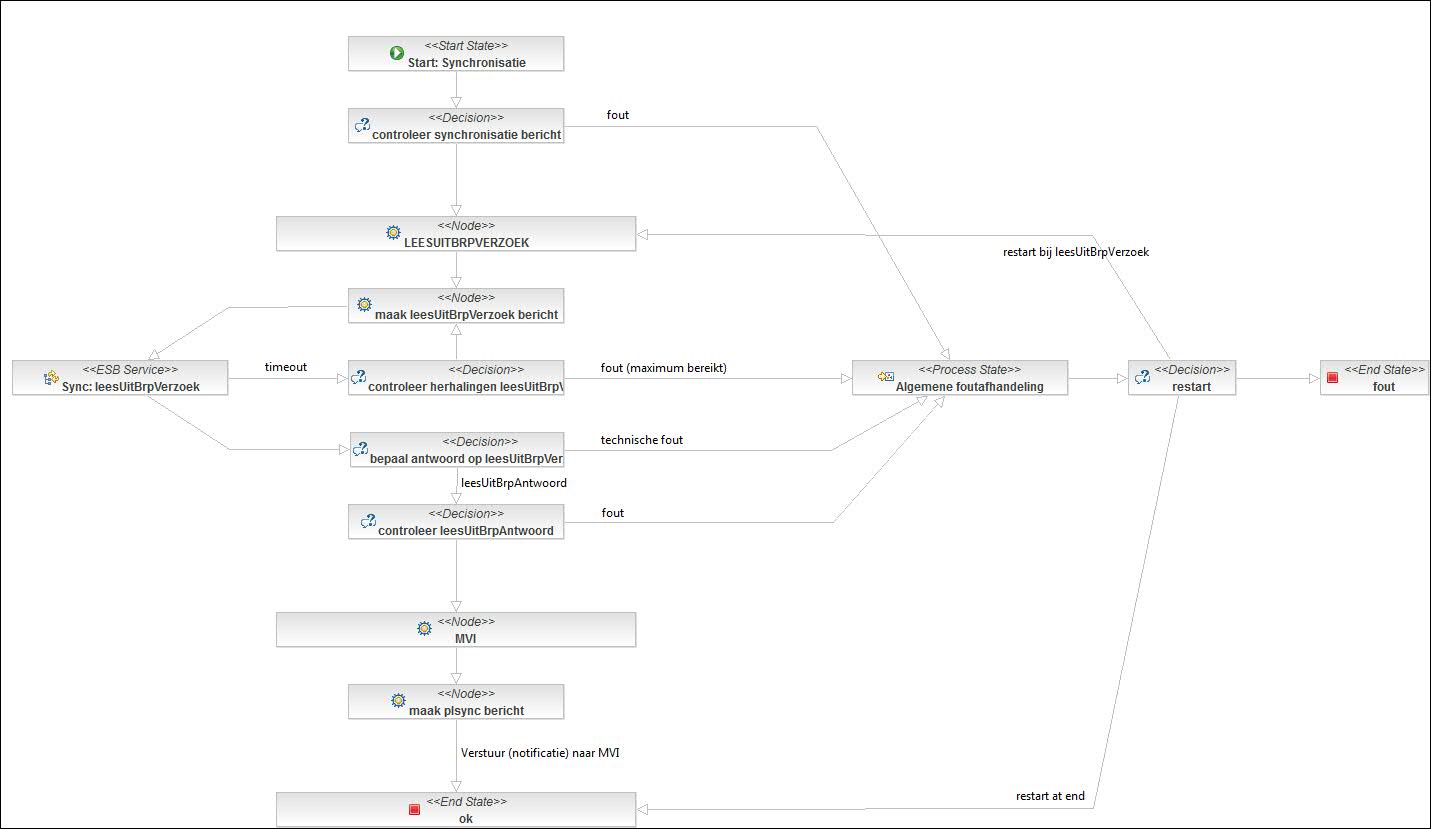 <<Start State>>
Start: Synchronisatie
<<Decision>>
controleer synchronisatie bericht
fout
<<Node>>
LEESUITBRPVERZOEK
restart bij leesUitBrpVerzoek
<<Node>>
maak leesUitBrpVerzoek bericht
<<ESB Service>>
Sync: leesUitBrpVerzoek
timeout
<<Decision>>
controleer herhalingen leesUitBrpV
fout (maximum bereikt)
<<Process State>>
Algemene foutafhandeling
<<Decision>>
restart
<<End State>>
fout
<<Decision>>
bepaal antwoord op leesUitBrpVer
technische fout
leesUitBrpAntwoord
<<Decision>>
controleer leesUitBrpAntwoord
fout
<<Node>>
MVI
<<Node>>
maak plsync bericht
Verstuur (notificatie) naar MVI
<<End State>>
ok
restart at end